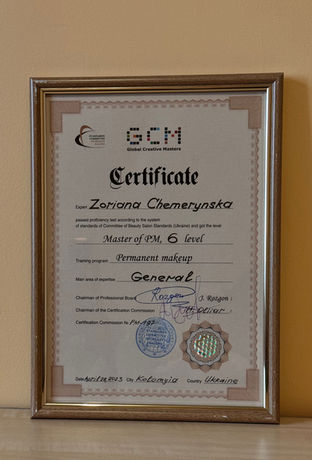 GCM
Global Creative Masters
Certificate
Expert Zoriana Chemerynska
passed proficiency test according to the system
of standards of Committee of Beauty Salon Standards (Ukraine) and got the level
Master of PM, 6 level
Training program: Permanent makeup
Main area of expertise General
Chairman of Professional Board Rozgon J. Rozgon
Chairman of the Certification Commission
Certification Commission №
Date April 2023 City Kolomyia Country Ukraine